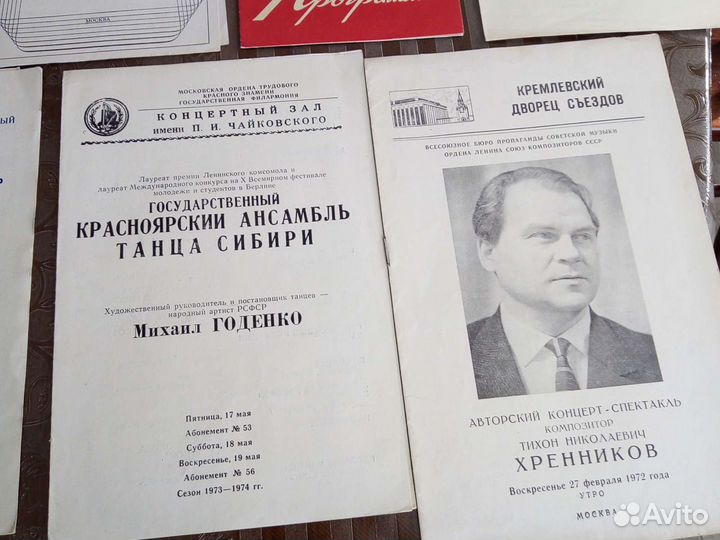 МОСКВА
Программа
ый
МОСКОВСКАЯ ОРДЕНА ТРУДОВОГО
КРАСНОГО ЗНАМЕНИ
ГОСУДАРСТВЕННАЯ ФИЛАРМОНИЯ
КОНЦЕРТНЫЙ ЗАЛ
ИМЕНИ П. И. ЧАЙКОВСКОГО
Лауреат премии Ленинского комсомола и
лауреат Международного конкурса на X Всемирном фестивале
молодежи и студентов в Берлине
ГОСУДАРСТВЕННЫЙ
КРАСНОЯРСКИЙ АНСАМБЛЬ
ТАНЦА СИБИРИ
Художественный руководитель и постановщик танцев —
народный артист РСФСР
Михаил ГОДЕНКО
Пятница, 17 мая
Абонемент № 53
Суббота, 18 мая
Воскресенье, 19 мая
Абонемент № 56
Сезон 1973—1974 гг.
КРЕМЛЕВСКИЙ
ДВОРЕЦ СЪЕЗДОВ
ВСЕСОЮЗНОЕ БЮРО ПРОПАГАНДЫ СОВЕТСКОЙ МУЗЫКИ
ОРДЕНА ЛЕНИНА СОЮЗ КОМПОЗИТОРОВ СССР
АВТОРСКИЙ КОНЦЕРТ-СПЕКТАКЛЬ
КОМПОЗИТОР
ТИХОН НИКОЛАЕВИЧ
ХРЕННИКОВ
Воскресенье 27 февраля 1972 года
УТРО
МОСКВА
Avito